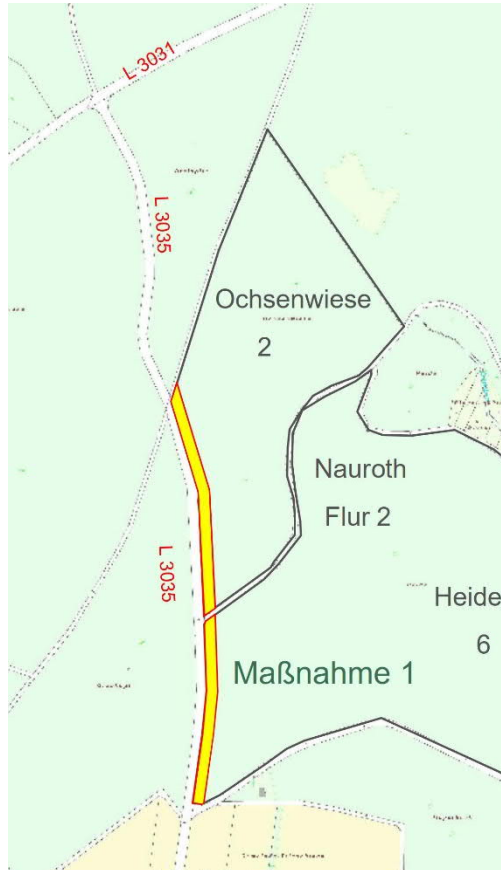 L 3031
L 3035
Ochsenwiese
2
Nauroth
Flur 2
L 3035
Heide
6
Maßnahme 1